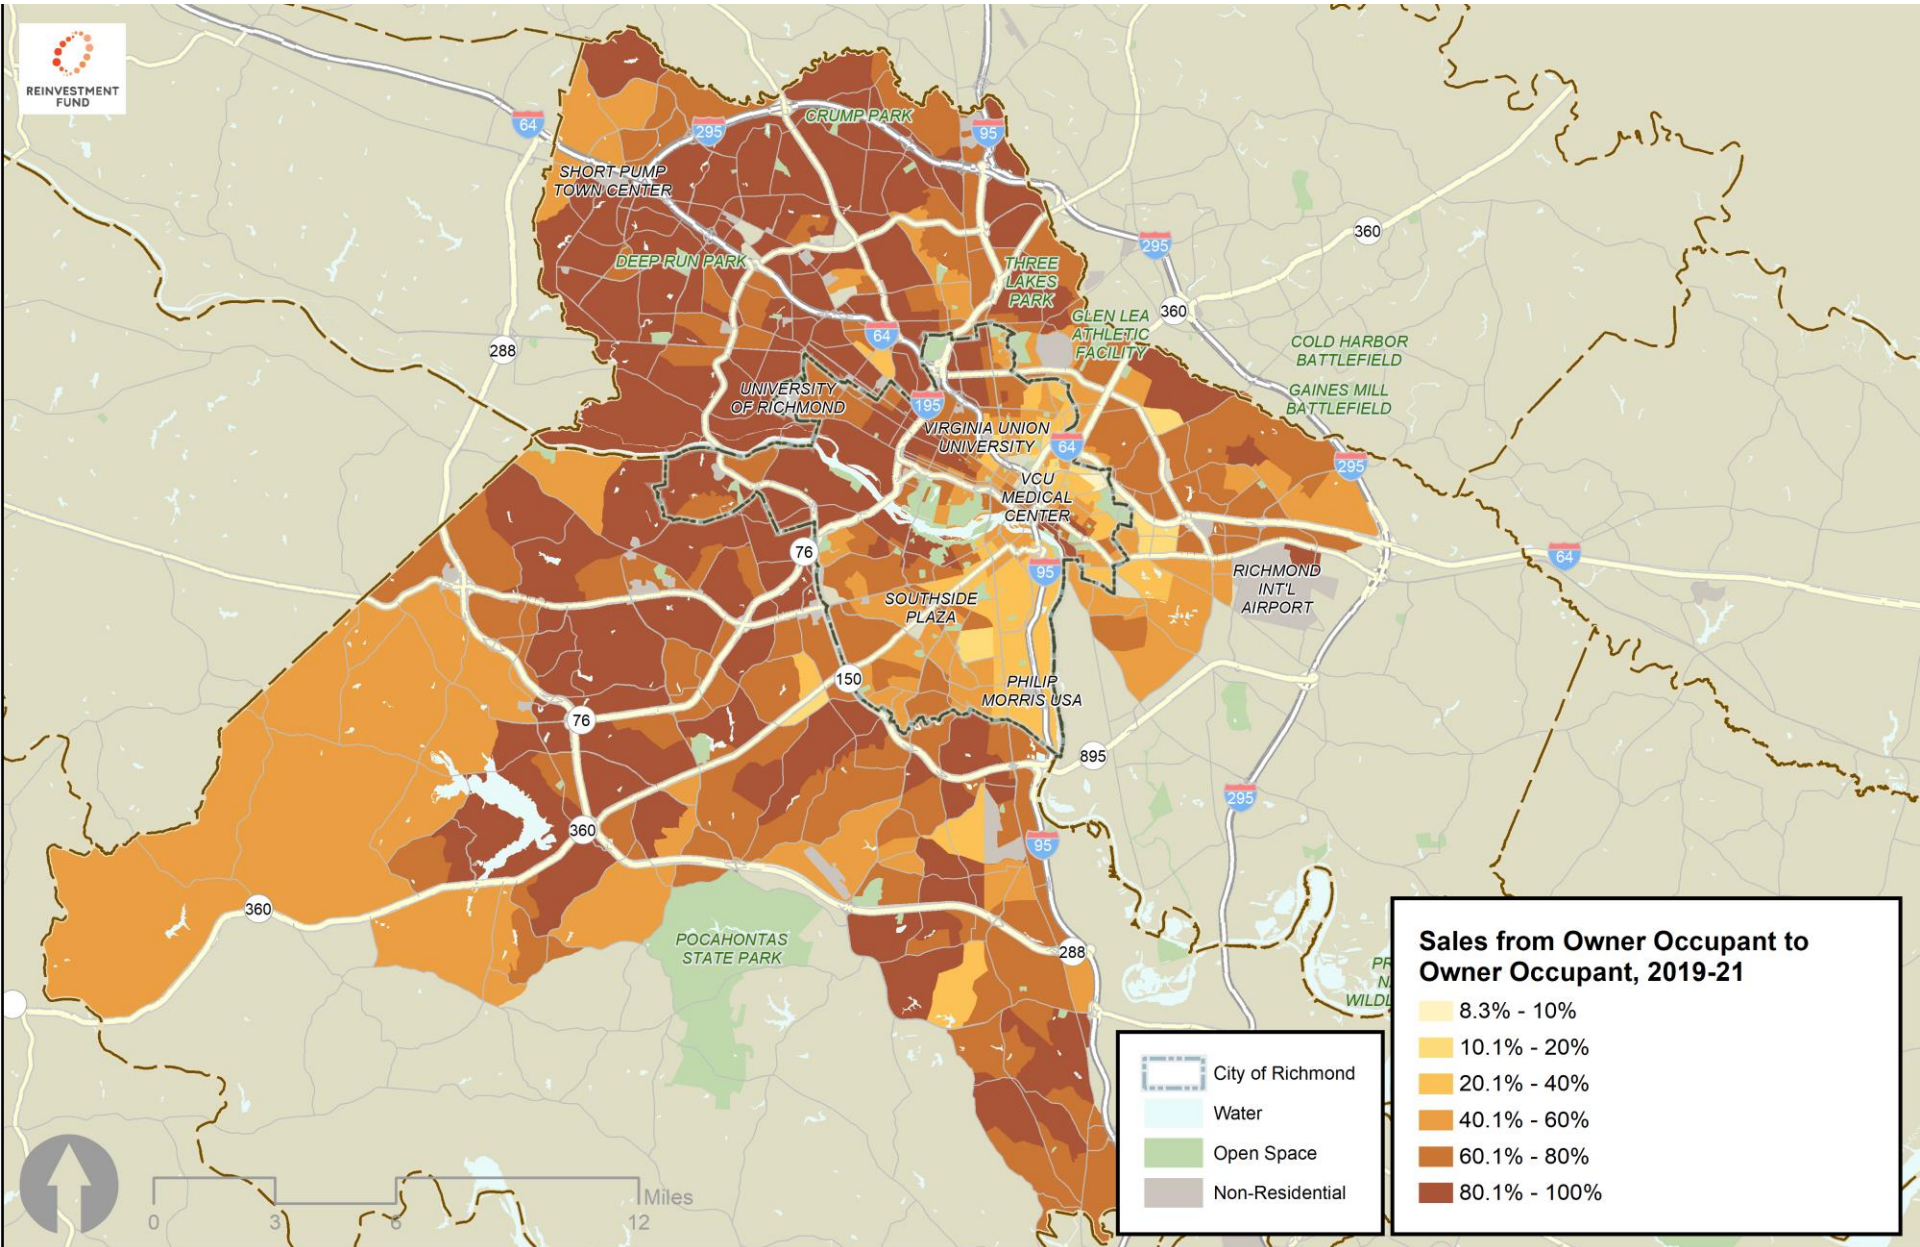 REINVESTMENT
FUND
64
295
CRUMP PARK
95
SHORT PUMP
TOWN CENTER
360
295
DEEP RUN PARK
THREE
LAKES
PARK
360
GLEN LEA
ATHLETIC
FACILITY
64
288
COLD HARBOR
BATTLEFIELD
UNIVERSITY
OF RICHMOND
GAINES MILL
BATTLEFIELD
195
VIRGINIA UNION
UNIVERSITY
64
295
VCU
MEDICAL
CENTER
76
64
95
RICHMOND
INT'L
AIRPORT
SOUTHSIDE
PLAZA
150
PHILIP
MORRIS USA
76
895
295
360
95
360
POCAHONTAS
STATE PARK
288
PR
N
WILDL
Sales from Owner Occupant to
Owner Occupant, 2019-21
8.3% - 10%
10.1% - 20%
20.1% - 40%
40.1% - 60%
60.1% - 80%
80.1% - 100%
City of Richmond
Water
Open Space
Non-Residential
Miles
0 3 6 12